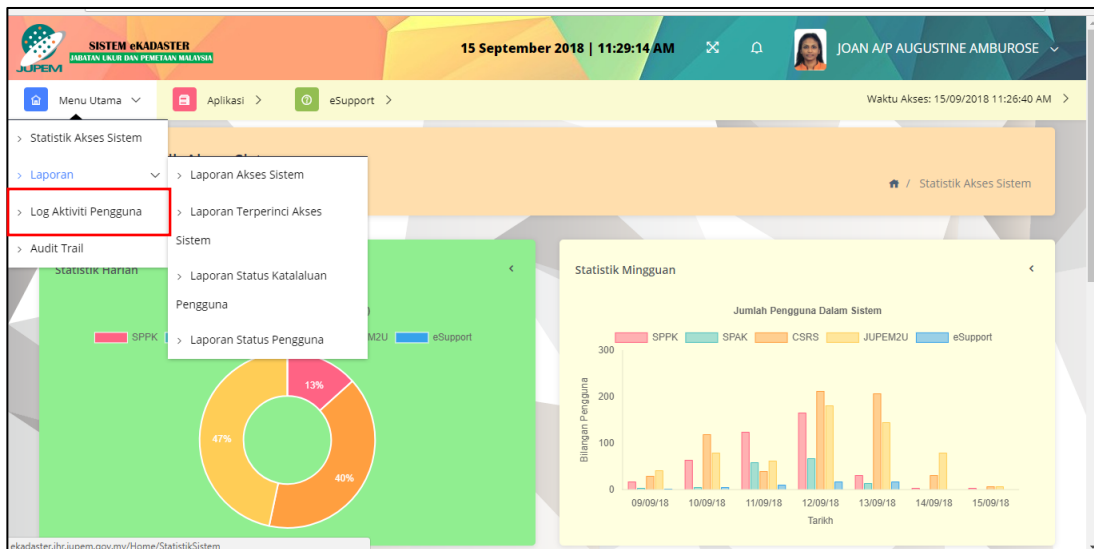 SISTEM eKADASTER
JABATAN UKUR DAN PEMETAAN MALAYSIA
JUPEM
15 September 2018 | 11:29:14 AM
JOAN A/P AUGUSTINE AMBUROSE
Menu Utama
Aplikasi >
eSupport >
Waktu Akses: 15/09/2018 11:26:40 AM >
> Statistik Akses Sistem
> Laporan
> Log Aktiviti Pengguna
> Audit Trail
> Laporan Akses Sistem
> Laporan Terperinci Akses
Sistem
> Laporan Status Katalaluan
Pengguna
> Laporan Status Pengguna
/ Statistik Akses Sistem
Statistik Harian
SPPK
M2U
eSupport
13%
47%
40%
Statistik Mingguan
Jumlah Pengguna Dalam Sistem
SPPK SPAK CSRS JUPEM2U eSupport
Bilangan Pengguna
300
200
100
0
09/09/18 10/09/18 11/09/18 12/09/18 13/09/18 14/09/18 15/09/18
Tarikh
ekadaster.jbr.jupem.gov.my/Home/StatistikSistem